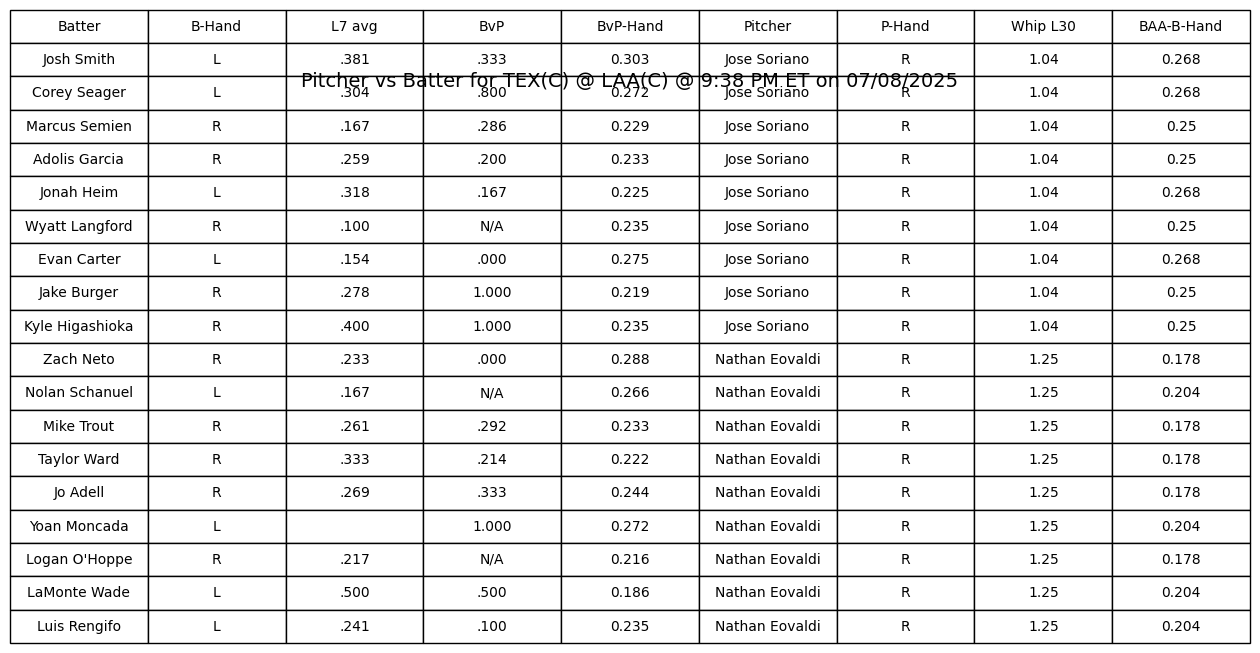 Batter B-Hand L7 avg BvP BvP-Hand Pitcher P-Hand Whip L30 BAA-B-Hand
Josh Smith L .381 .333 0.303 Jose Soriano R 1.04 0.268
Pitcher vs Batter for TEX(C) @ LAA(C) @ 9:38 PM ET on 07/08/2025
Corey Seager L .304 .800 0.272 Jose Soriano R 1.04 0.268
Marcus Semien R .167 .286 0.229 Jose Soriano R 1.04 0.25
Adolis Garcia R .259 .200 0.233 Jose Soriano R 1.04 0.25
Jonah Heim L .318 .167 0.225 Jose Soriano R 1.04 0.268
Wyatt Langford R .100 N/A 0.235 Jose Soriano R 1.04 0.25
Evan Carter L .154 .000 0.275 Jose Soriano R 1.04 0.268
Jake Burger R .278 1.000 0.219 Jose Soriano R 1.04 0.25
Kyle Higashioka R .400 1.000 0.235 Jose Soriano R 1.04 0.25
Zach Neto R .233 .000 0.288 Nathan Eovaldi R 1.25 0.178
Nolan Schanuel L .167 N/A 0.266 Nathan Eovaldi R 1.25 0.204
Mike Trout R .261 .292 0.233 Nathan Eovaldi R 1.25 0.178
Taylor Ward R .333 .214 0.222 Nathan Eovaldi R 1.25 0.178
Jo Adell R .269 .333 0.244 Nathan Eovaldi R 1.25 0.178
Yoan Moncada L 1.000 0.272 Nathan Eovaldi R 1.25 0.204
Logan O'Hoppe R .217 N/A 0.216 Nathan Eovaldi R 1.25 0.178
LaMonte Wade L .500 .500 0.186 Nathan Eovaldi R 1.25 0.204
Luis Rengifo L .241 .100 0.235 Nathan Eovaldi R 1.25 0.204